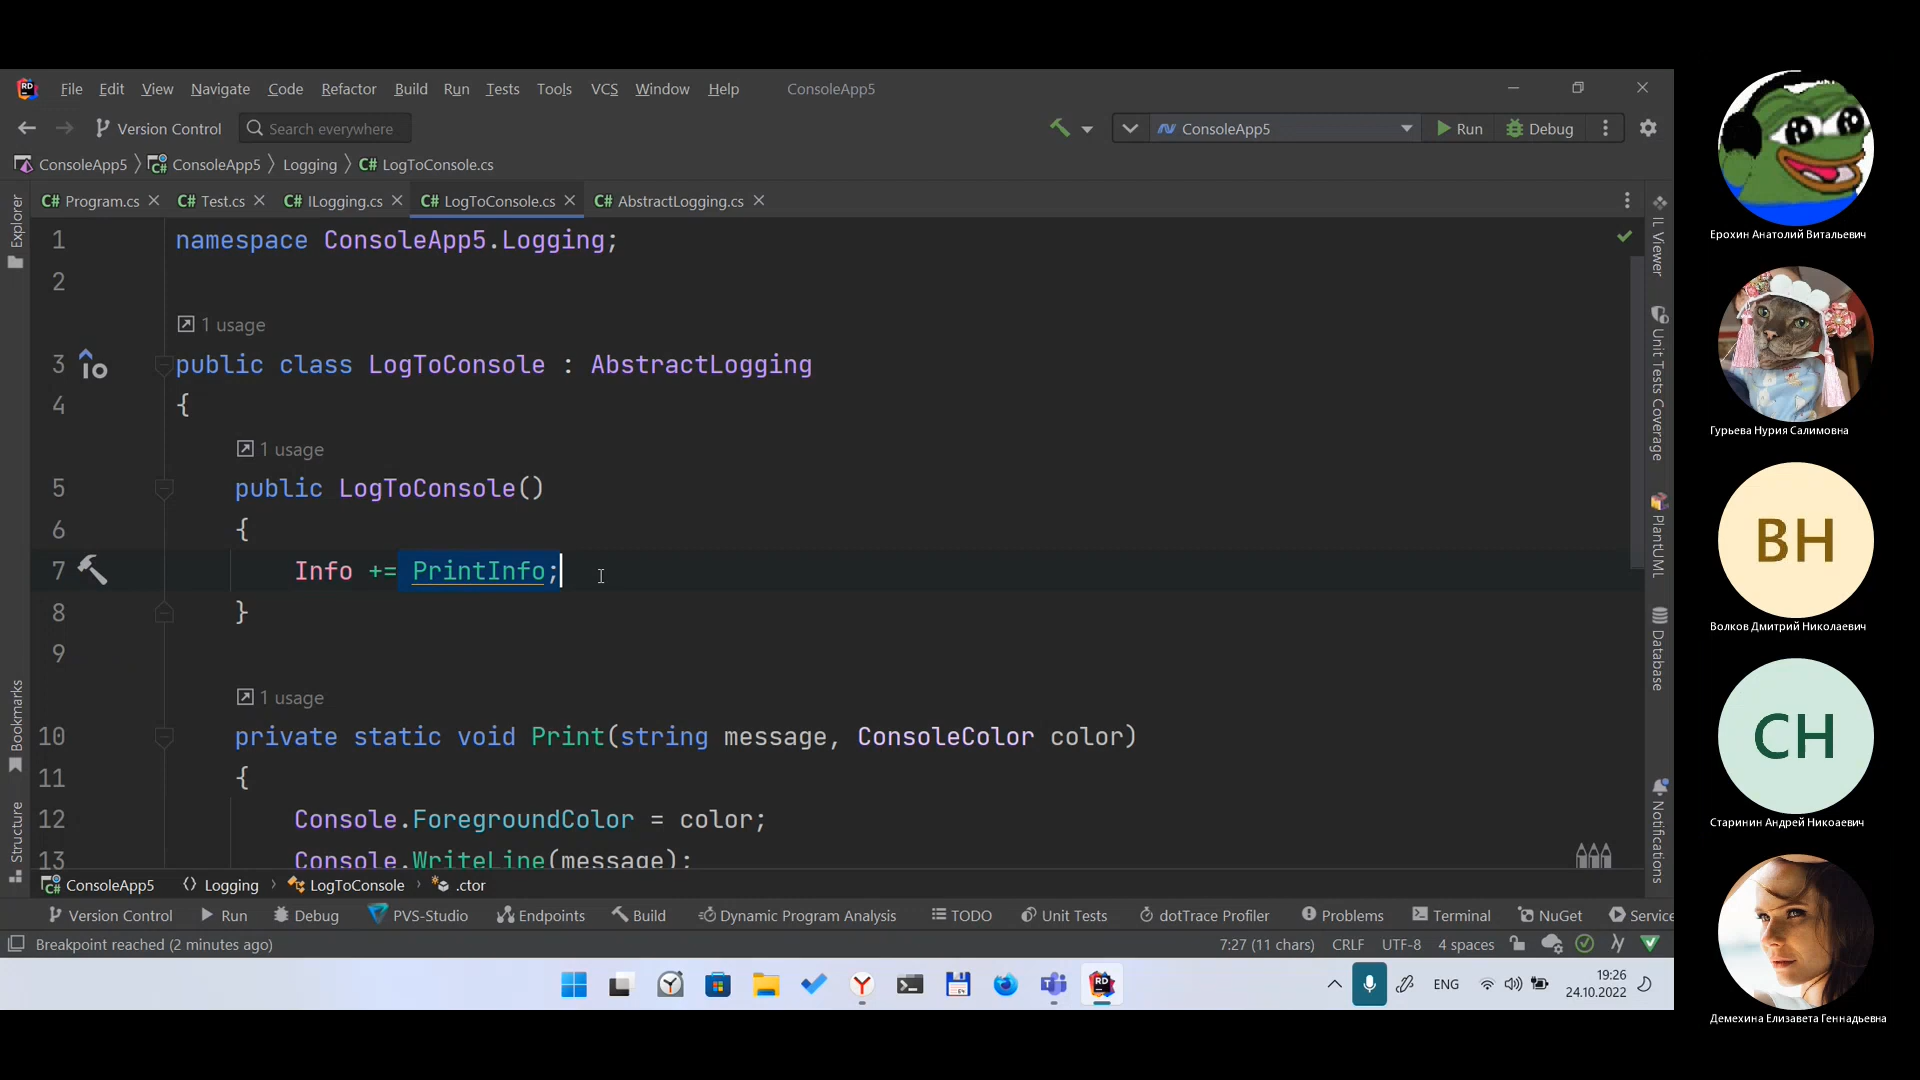 File Edit View Navigate Code Refactor Build Run Tests Tools VCS Window Help ConsoleApp5
Version Control Search everywhere ConsoleApp5 Run Debug
ConsoleApp5 ConsoleApp5 Logging C# LogToConsole.cs
C# Program.cs C# Test.cs C# ILogging.cs C# LogToConsole.cs C# AbstractLogging.cs
1 namespace ConsoleApp5.Logging;
2
1 usage
3 public class LogToConsole : AbstractLogging
4 {
1 usage
5 public LogToConsole()
6 {
7 Info += PrintInfo;
8 }
9
1 usage
10 private static void Print(string message, ConsoleColor color)
11 {
12 Console.ForegroundColor = color;
13 Console.WriteLine(message);
Explorer
Bookmarks
Structure
IL Viewer
Unit Tests Coverage
PlantUML
Database
Notifications
ConsoleApp5 Logging LogToConsole .ctor
Version Control Run Debug PVS-Studio Endpoints Build Dynamic Program Analysis TODO Unit Tests dotTrace Profiler Problems Terminal NuGet Service
Breakpoint reached (2 minutes ago) 7:27 (11 chars) CRLF UTF-8 4 spaces
ENG 19:26
24.10.2022
Ерохин Анатолий Витальевич
Гурьева Нурия Салимовна
ВН
Волков Дмитрий Николаевич
СН
Старинин Андрей Никоаевич
Демехина Елизавета Геннадьевна